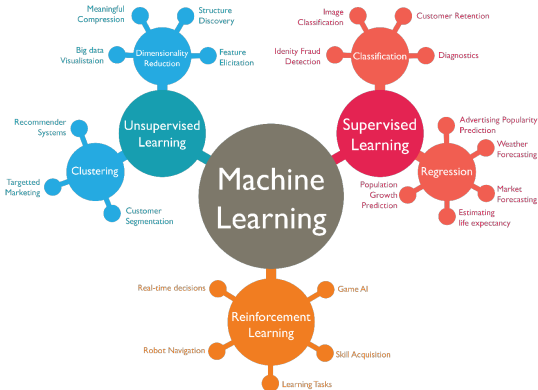 Meaningful
Compression
Structure
Discovery
Big data
Visualistaion
Dimensionality
Reduction
Feature
Elicitation
Unsupervised
Learning
Recommender
Systems
Clustering
Targetted
Marketing
Customer
Segmentation
Image
Classification
Customer Retention
Idenity Fraud
Detection
Classification
Diagnostics
Supervised
Learning
Advertising Popularity
Prediction
Weather
Forecasting
Regression
Population
Growth
Prediction
Market
Forecasting
Estimating
life expectancy
Machine
Learning
Real-time decisions
Game AI
Reinforcement
Learning
Robot Navigation
Skill Acquisition
Learning Tasks